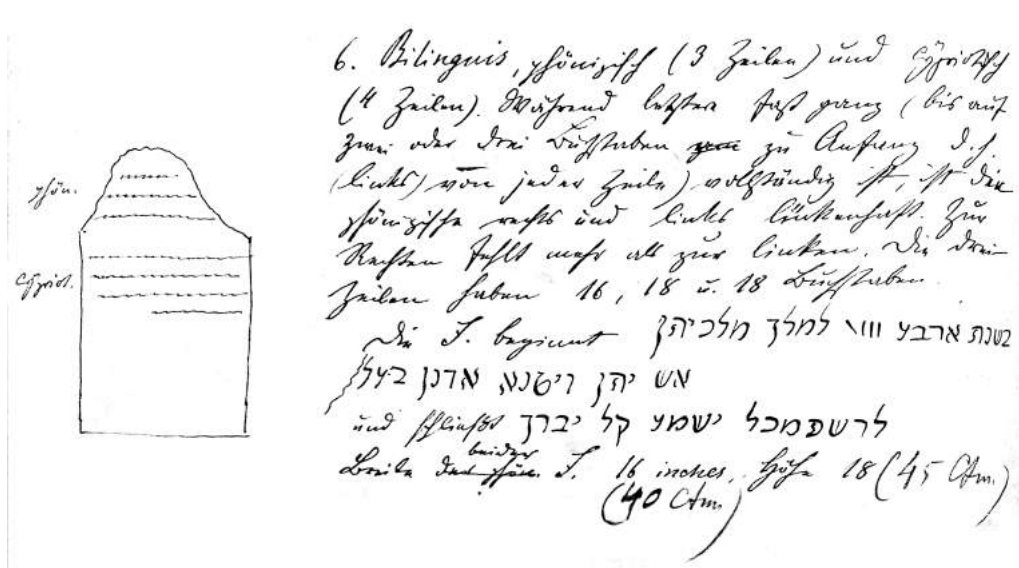 6. Bilinguis, phönizisch (3 Zeilen) und cÿpriotisch
(4 Zeilen). Während letztere fast ganz (bis auf
zwei oder drei Buchstaben zu Anfang d.h.
(links) von jeder Zeile) vollständig ist, ist die
phönizische rechts und links lückenhaft. Zur
Rechten fehlt mehr als zur linken. Die drei
Zeilen haben 16, 18 u. 18 Buchstaben.
Die I. beginnt בשנת ארבע למלך מלכיתן
אש יתן ויטנא אדנן בעל
und schließt לרשפמכל ישמע קל יברך
beider
Breite der phön. I. 16 inches, Höhe 18 (45 Ctm.)
(40 Ctm.)
phön.
cÿpriot.